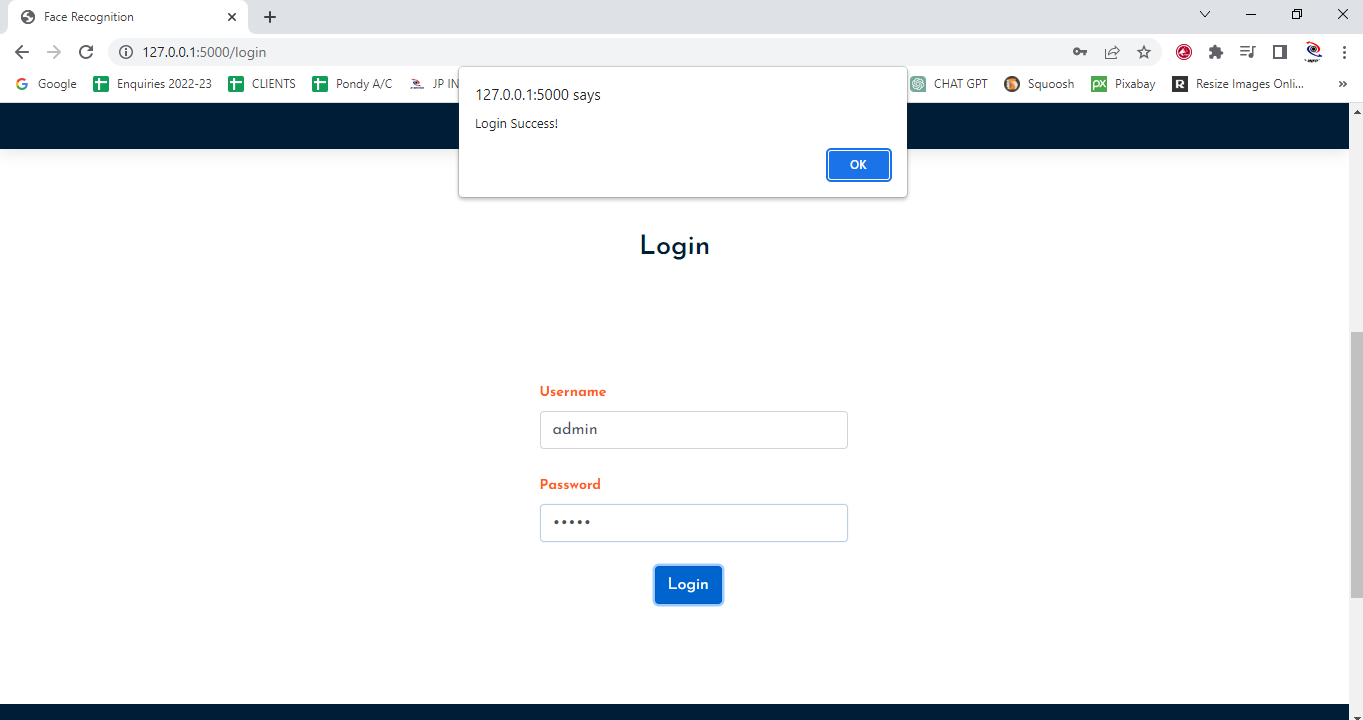 Face Recognition
127.0.0.1:5000/login
Google
Enquiries 2022-23
CLIENTS
Pondy A/C
JP IN
CHAT GPT
px
Pixabay
Squoosh
R
Resize Images Onli...
»
127.0.0.1:5000 says
Login Success!
OK
Login
Username
admin
Password
•••••
Login